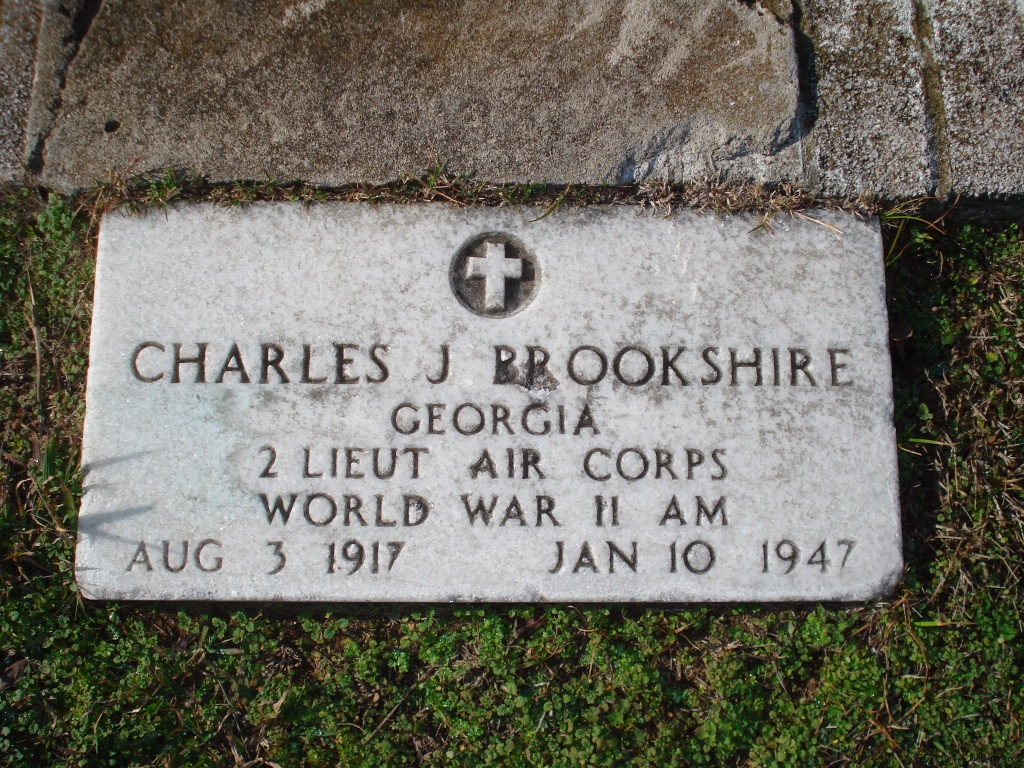 CHARLES J BROOKSHIRE
GEORGIA
2 LIEUT AIR CORPS
WORLD WAR II AM
AUG 3 1917 JAN 10 1947